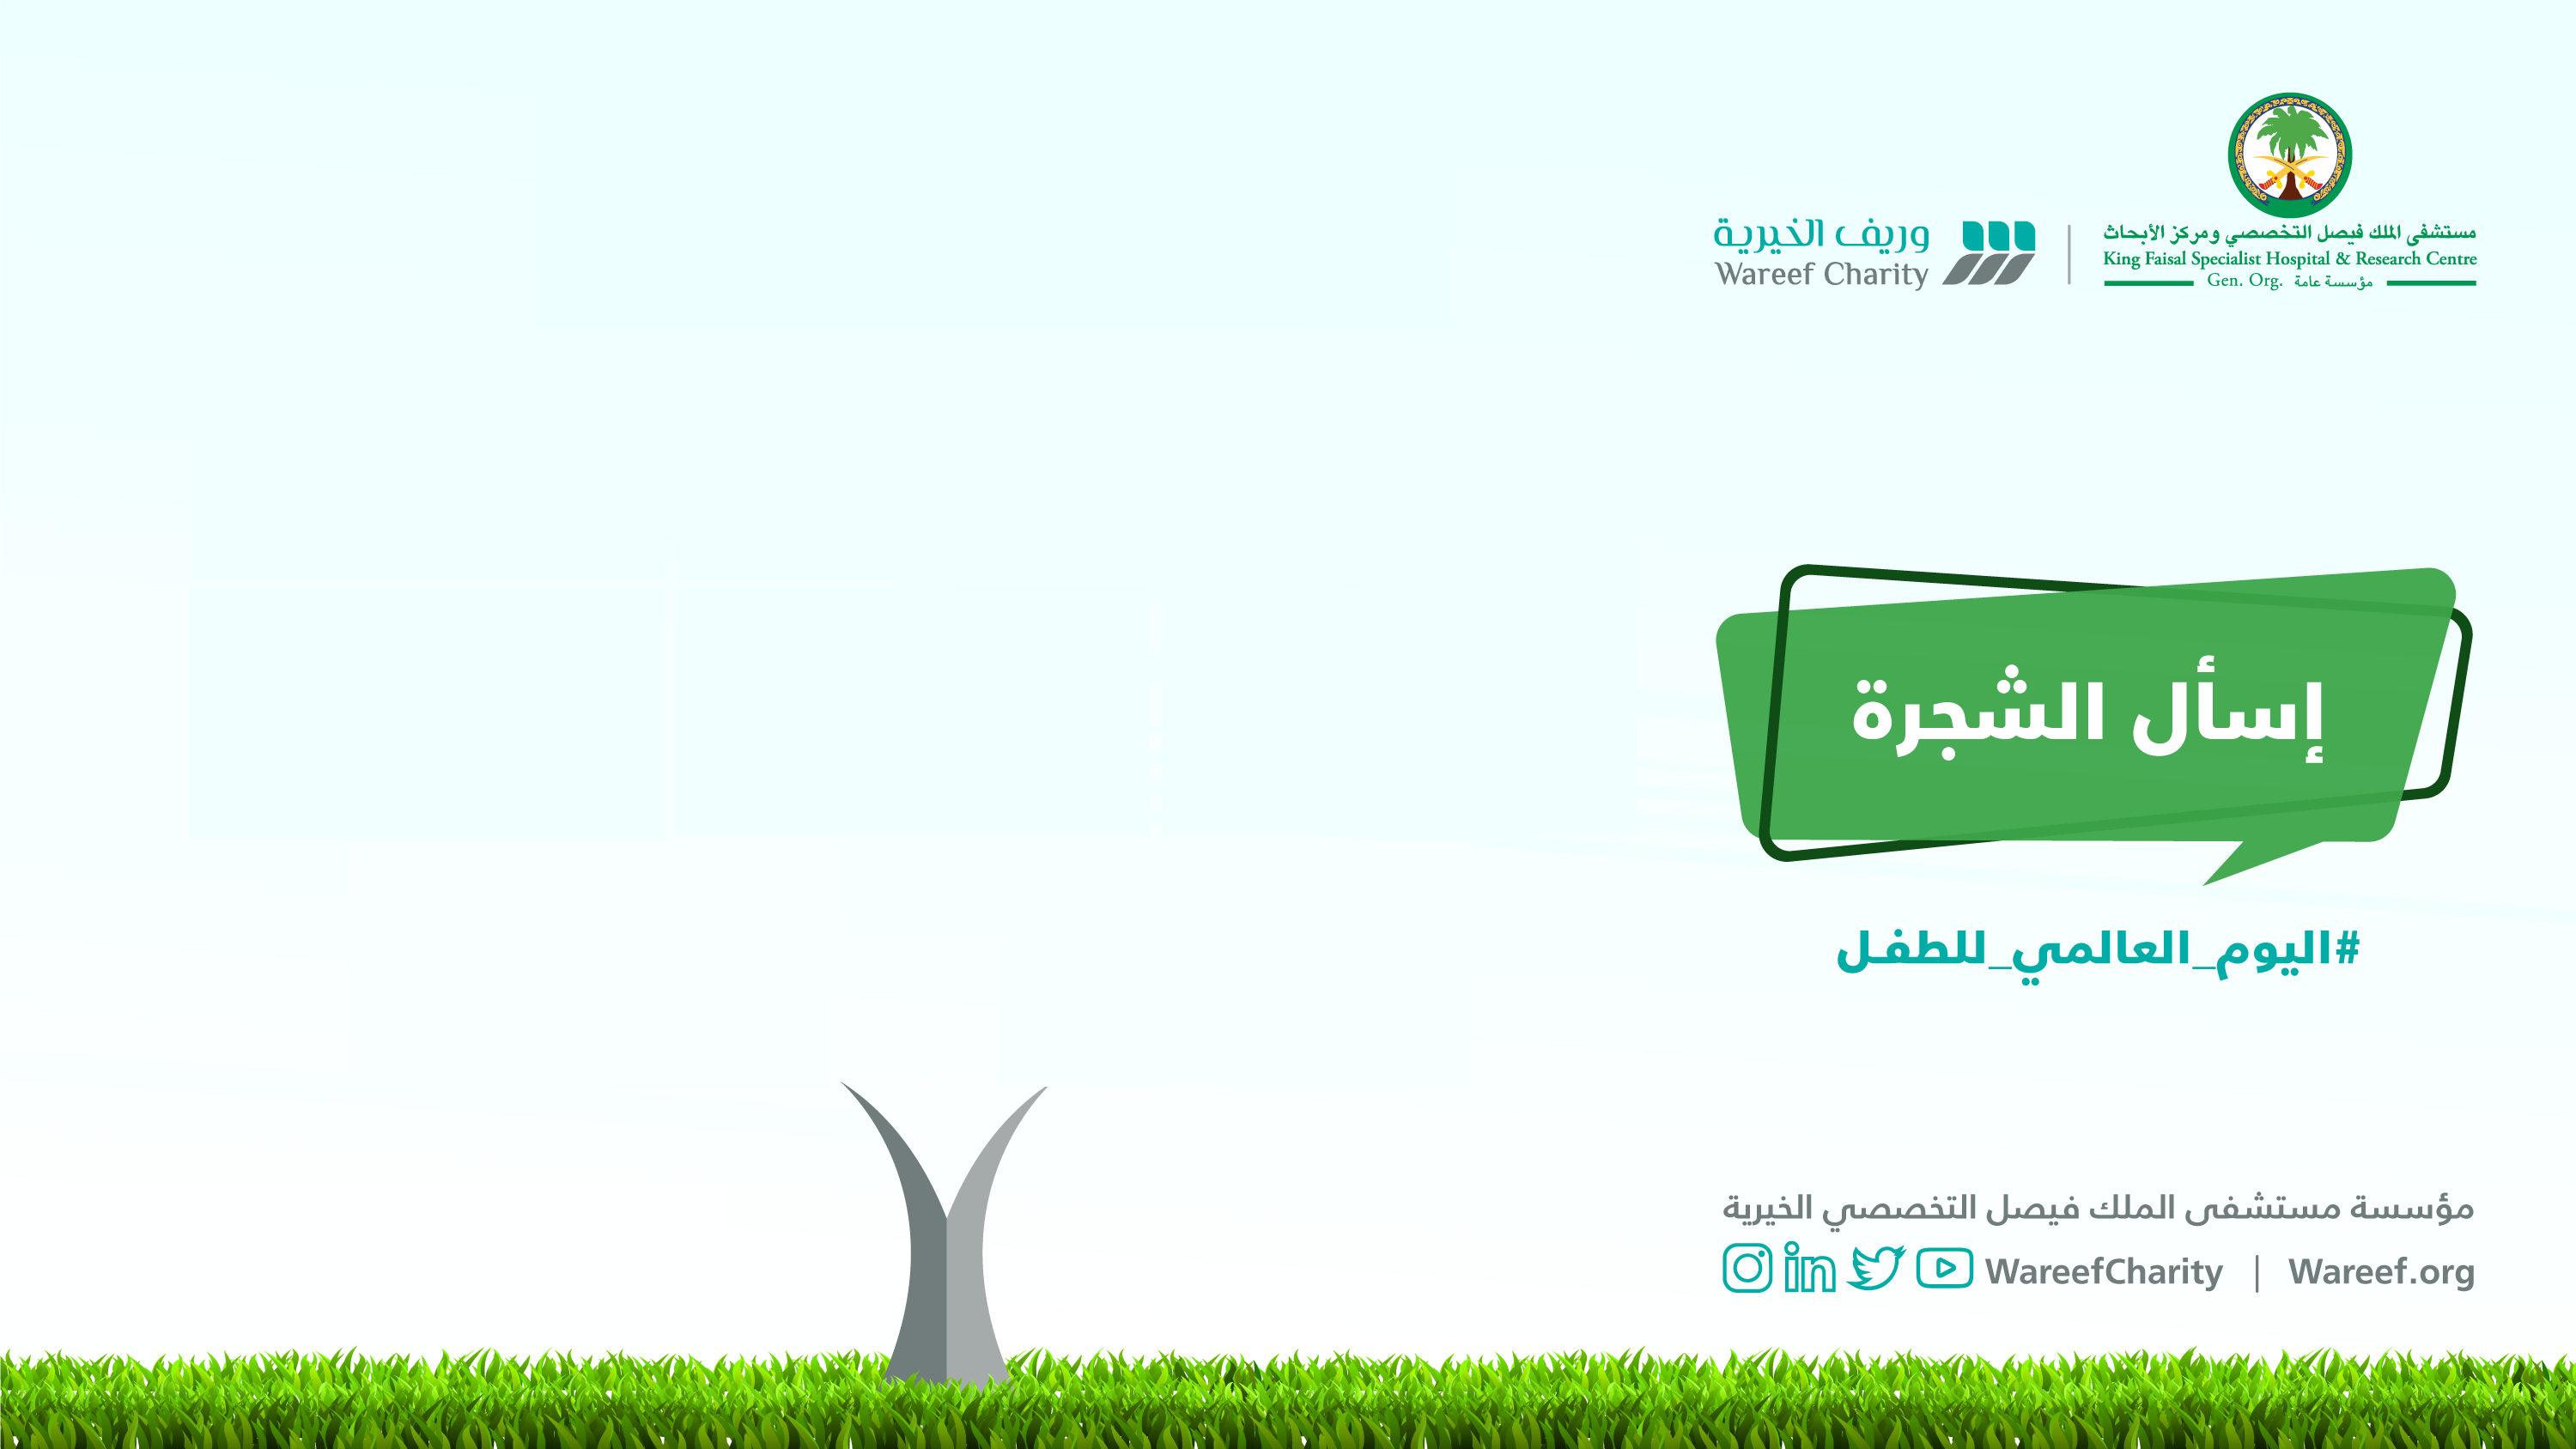 مستشفى الملك فيصل التخصصي ومركز الأبحاث
King Faisal Specialist Hospital & Research Centre
Gen. Org. مؤسسة عامة
وريف الخيرية
Wareef Charity
إسأل الشجرة
#اليوم_العالمي_للطفل
مؤسسة مستشفى الملك فيصل التخصصي الخيرية
WareefCharity | Wareef.org